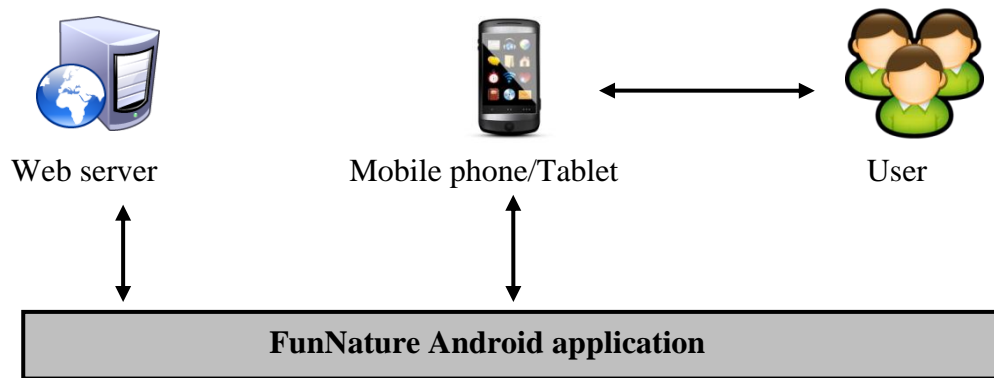 Web server
Mobile phone/Tablet
User
FunNature Android application